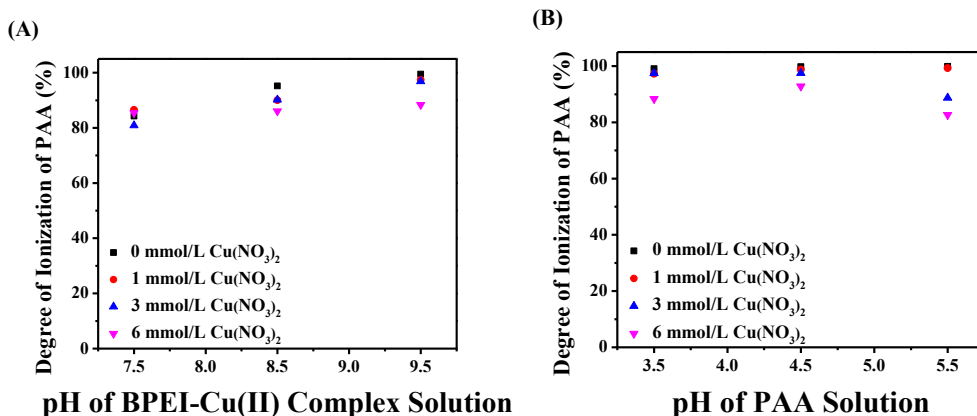 (A)
Degree of Ionization of PAA (%)
100
80
60
40
20
0
0 mmol/L Cu(NO3)2
1 mmol/L Cu(NO3)2
3 mmol/L Cu(NO3)2
6 mmol/L Cu(NO3)2
7.5 8.0 8.5 9.0 9.5
pH of BPEI-Cu(II) Complex Solution
(B)
Degree of Ionization of PAA (%)
100
80
60
40
20
0
0 mmol/L Cu(NO3)2
1 mmol/L Cu(NO3)2
3 mmol/L Cu(NO3)2
6 mmol/L Cu(NO3)2
3.5 4.0 4.5 5.0 5.5
pH of PAA Solution